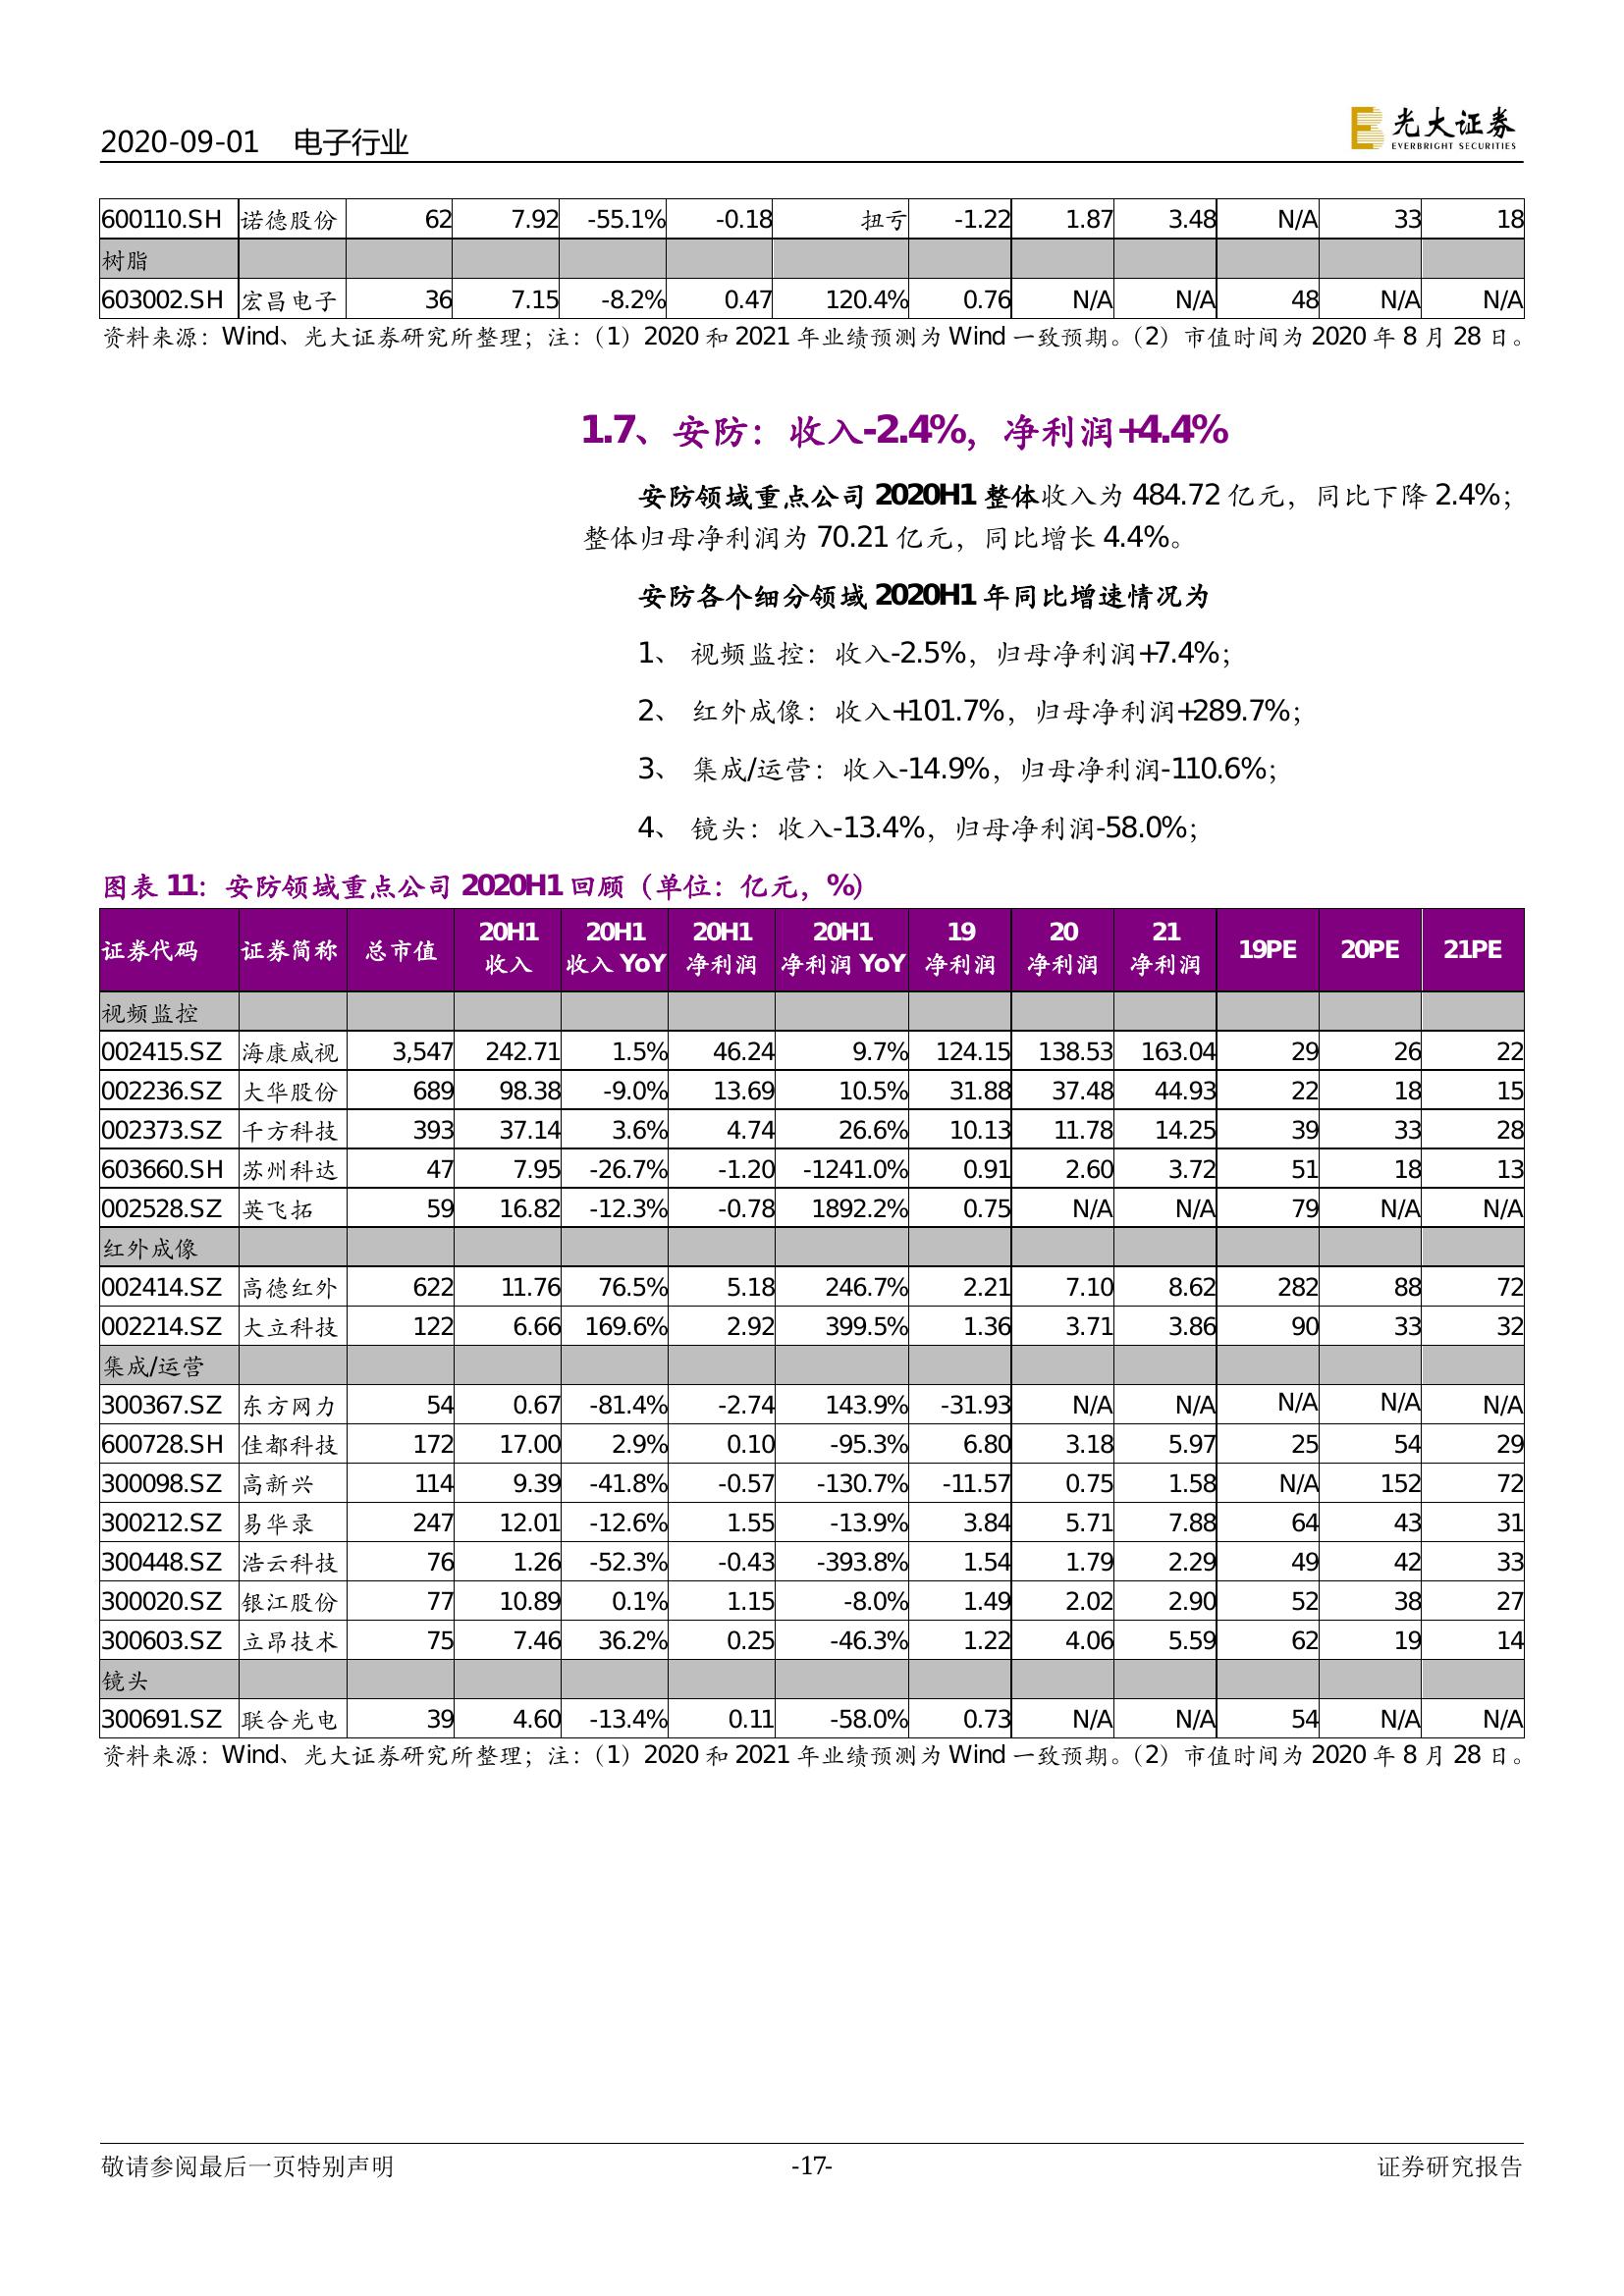 2020-09-01 电子行业
光大证券
EVERBRIGHT SECURITIES
600110.SH 诺德股份 62 7.92 -55.1% -0.18 扭亏 -1.22 1.87 3.48 N/A 33 18
树脂
603002.SH 宏昌电子 36 7.15 -8.2% 0.47 120.4% 0.76 N/A N/A 48 N/A N/A
资料来源：Wind、光大证券研究所整理；注：（1）2020 和 2021 年业绩预测为 Wind 一致预期。（2）市值时间为 2020 年 8 月 28 日。
1.7、安防：收入-2.4%，净利润+4.4%
安防领域重点公司 2020H1 整体收入为 484.72 亿元，同比下降 2.4%；
整体归母净利润为 70.21 亿元，同比增长 4.4%。
安防各个细分领域 2020H1 年同比增速情况为
1、 视频监控：收入-2.5%，归母净利润+7.4%；
2、 红外成像：收入+101.7%，归母净利润+289.7%；
3、 集成/运营：收入-14.9%，归母净利润-110.6%；
4、 镜头：收入-13.4%，归母净利润-58.0%；
图表 11：安防领域重点公司 2020H1 回顾（单位：亿元，%）
证券代码 证券简称 总市值 20H1 收入 20H1 收入 YoY 20H1 净利润 20H1 净利润 YoY 19 净利润 20 净利润 21 净利润 19PE 20PE 21PE
视频监控
002415.SZ 海康威视 3,547 242.71 1.5% 46.24 9.7% 124.15 138.53 163.04 29 26 22
002236.SZ 大华股份 689 98.38 -9.0% 13.69 10.5% 31.88 37.48 44.93 22 18 15
002373.SZ 千方科技 393 37.14 3.6% 4.74 26.6% 10.13 11.78 14.25 39 33 28
603660.SH 苏州科达 47 7.95 -26.7% -1.20 -1241.0% 0.91 2.60 3.72 51 18 13
002528.SZ 英飞拓 59 16.82 -12.3% -0.78 1892.2% 0.75 N/A N/A 79 N/A N/A
红外成像
002414.SZ 高德红外 622 11.76 76.5% 5.18 246.7% 2.21 7.10 8.62 282 88 72
002214.SZ 大立科技 122 6.66 169.6% 2.92 399.5% 1.36 3.71 3.86 90 33 32
集成/运营
300367.SZ 东方网力 54 0.67 -81.4% -2.74 143.9% -31.93 N/A N/A N/A N/A N/A
600728.SH 佳都科技 172 17.00 2.9% 0.10 -95.3% 6.80 3.18 5.97 25 54 29
300098.SZ 高新兴 114 9.39 -41.8% -0.57 -130.7% -11.57 0.75 1.58 N/A 152 72
300212.SZ 易华录 247 12.01 -12.6% 1.55 -13.9% 3.84 5.71 7.88 64 43 31
300448.SZ 浩云科技 76 1.26 -52.3% -0.43 -393.8% 1.54 1.79 2.29 49 42 33
300020.SZ 银江股份 77 10.89 0.1% 1.15 -8.0% 1.49 2.02 2.90 52 38 27
300603.SZ 立昂技术 75 7.46 36.2% 0.25 -46.3% 1.22 4.06 5.59 62 19 14
镜头
300691.SZ 联合光电 39 4.60 -13.4% 0.11 -58.0% 0.73 N/A N/A 54 N/A N/A
资料来源：Wind、光大证券研究所整理；注：（1）2020 和 2021 年业绩预测为 Wind 一致预期。（2）市值时间为 2020 年 8 月 28 日。
敬请参阅最后一页特别声明 -17- 证券研究报告